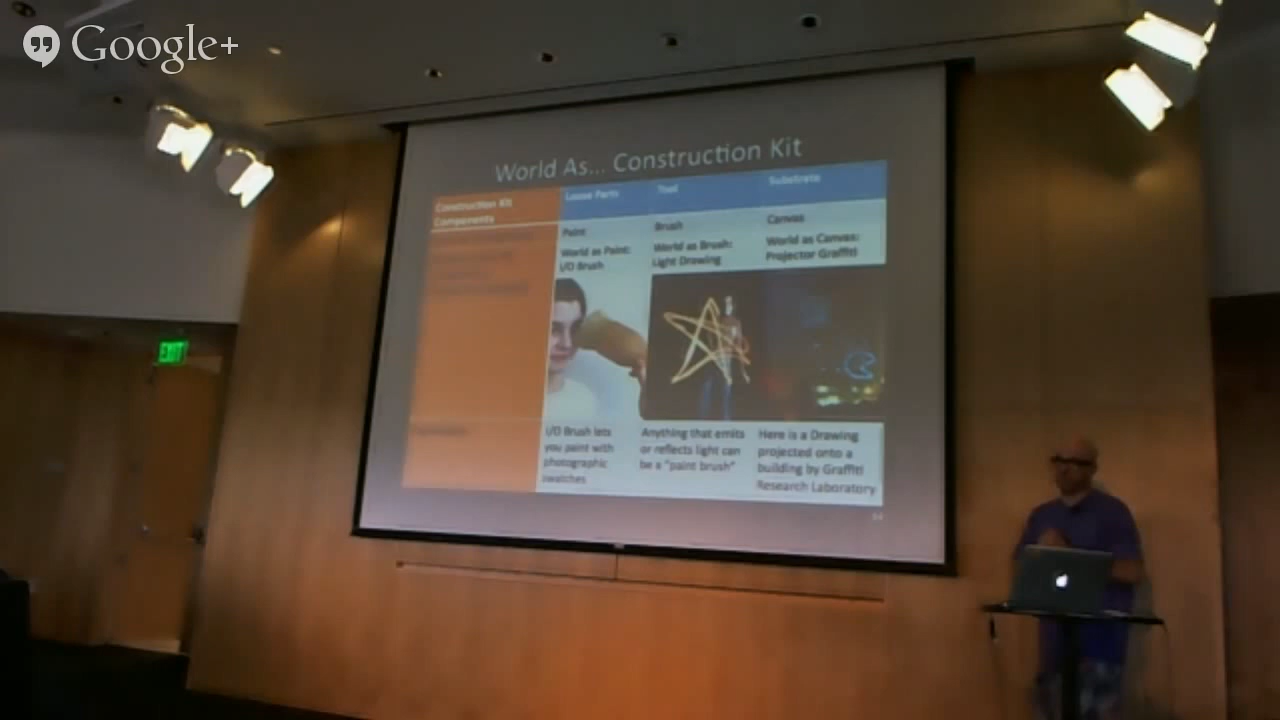 Google+
World As... Construction Kit
Construction Kit
Components
Loose Parts
Tool
Substrate
Paint
World as Paint:
I/O Brush
Brush
World as Brush:
Light Drawing
Canvas
World as Canvas:
Projector Graffiti
I/O Brush lets
you paint with
photographic
swatches
Anything that emits
or reflects light can
be a "paint brush"
Here is a Drawing
projected onto a
building by Graffiti
Research Laboratory
EXIT